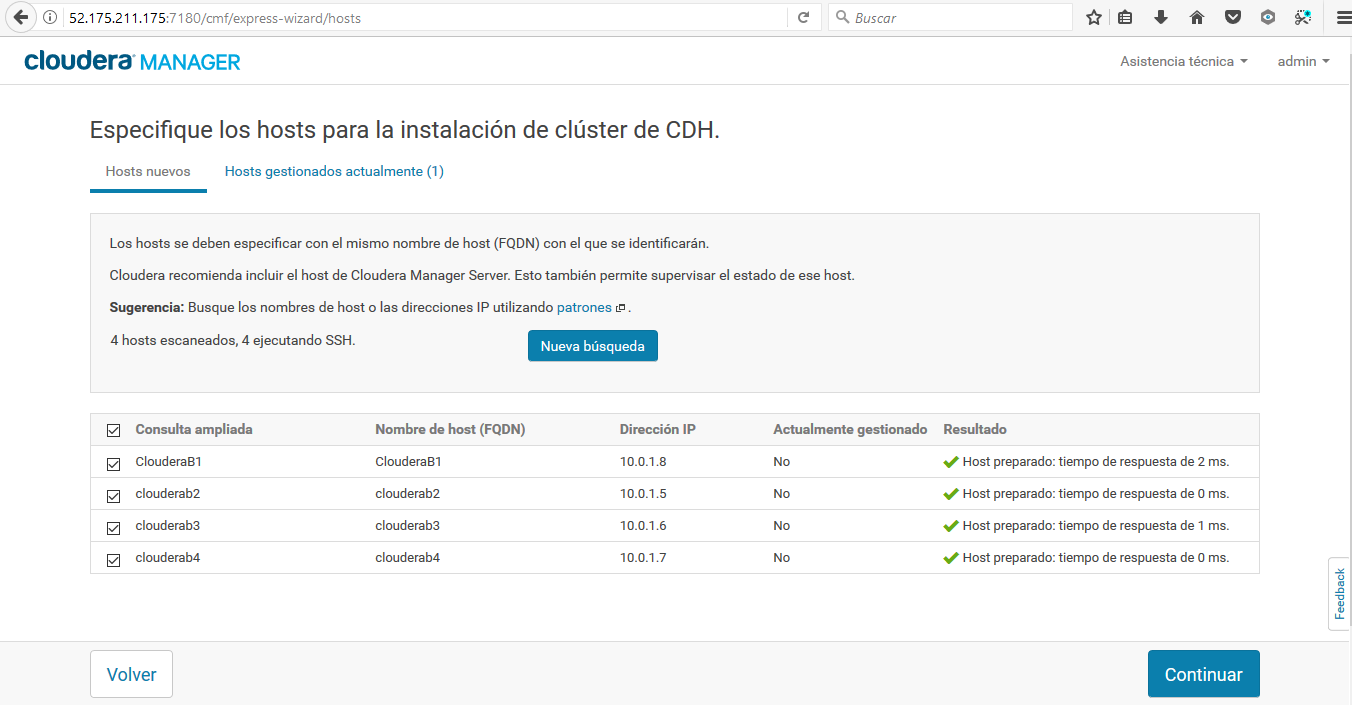 52.175.211.175:7180/cmf/express-wizard/hosts
Buscar
cloudera MANAGER
Asistencia técnica
admin
Especifique los hosts para la instalación de clúster de CDH.
Hosts nuevos
Hosts gestionados actualmente (1)
Los hosts se deben especificar con el mismo nombre de host (FQDN) con el que se identificarán.
Cloudera recomienda incluir el host de Cloudera Manager Server. Esto también permite supervisar el estado de ese host.
Sugerencia: Busque los nombres de host o las direcciones IP utilizando patrones .
4 hosts escaneados, 4 ejecutando SSH.
Nueva búsqueda
Consulta ampliada Nombre de host (FQDN) Dirección IP Actualmente gestionado Resultado
ClouderaB1 ClouderaB1 10.0.1.8 No Host preparado: tiempo de respuesta de 2 ms.
clouderab2 clouderab2 10.0.1.5 No Host preparado: tiempo de respuesta de 0 ms.
clouderab3 clouderab3 10.0.1.6 No Host preparado: tiempo de respuesta de 1 ms.
clouderab4 clouderab4 10.0.1.7 No Host preparado: tiempo de respuesta de 0 ms.
Feedback
Volver
Continuar